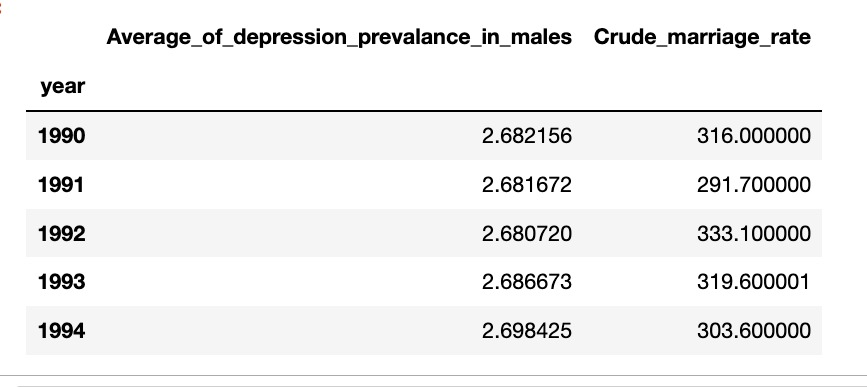 Average_of_depression_prevalance_in_males Crude_marriage_rate
year
1990 2.682156 316.000000
1991 2.681672 291.700000
1992 2.680720 333.100000
1993 2.686673 319.600001
1994 2.698425 303.600000